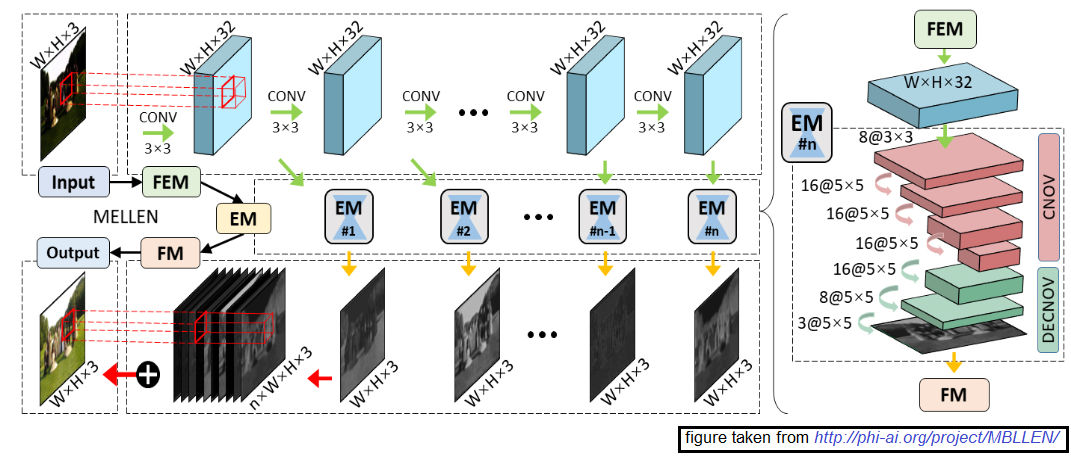 W×H×3
W×H×32
W×H×32
W×H×32
W×H×32
CONV
3×3
CONV
3×3
CONV
3×3
CONV
3×3
CONV
3×3
Input
FEM
MELLEN
EM
Output
FM
EM
#1
EM
#2
EM
#n-1
EM
#n
W×H×3
n×W×H×3
W×H×3
W×H×3
W×H×3
W×H×3
FEM
W×H×32
EM
#n
8@3×3
16@5×5
16@5×5
16@5×5
16@5×5
8@5×5
3@5×5
CNOV
DECNOV
FM
figure taken from http://phi-ai.org/project/MBLLEN/